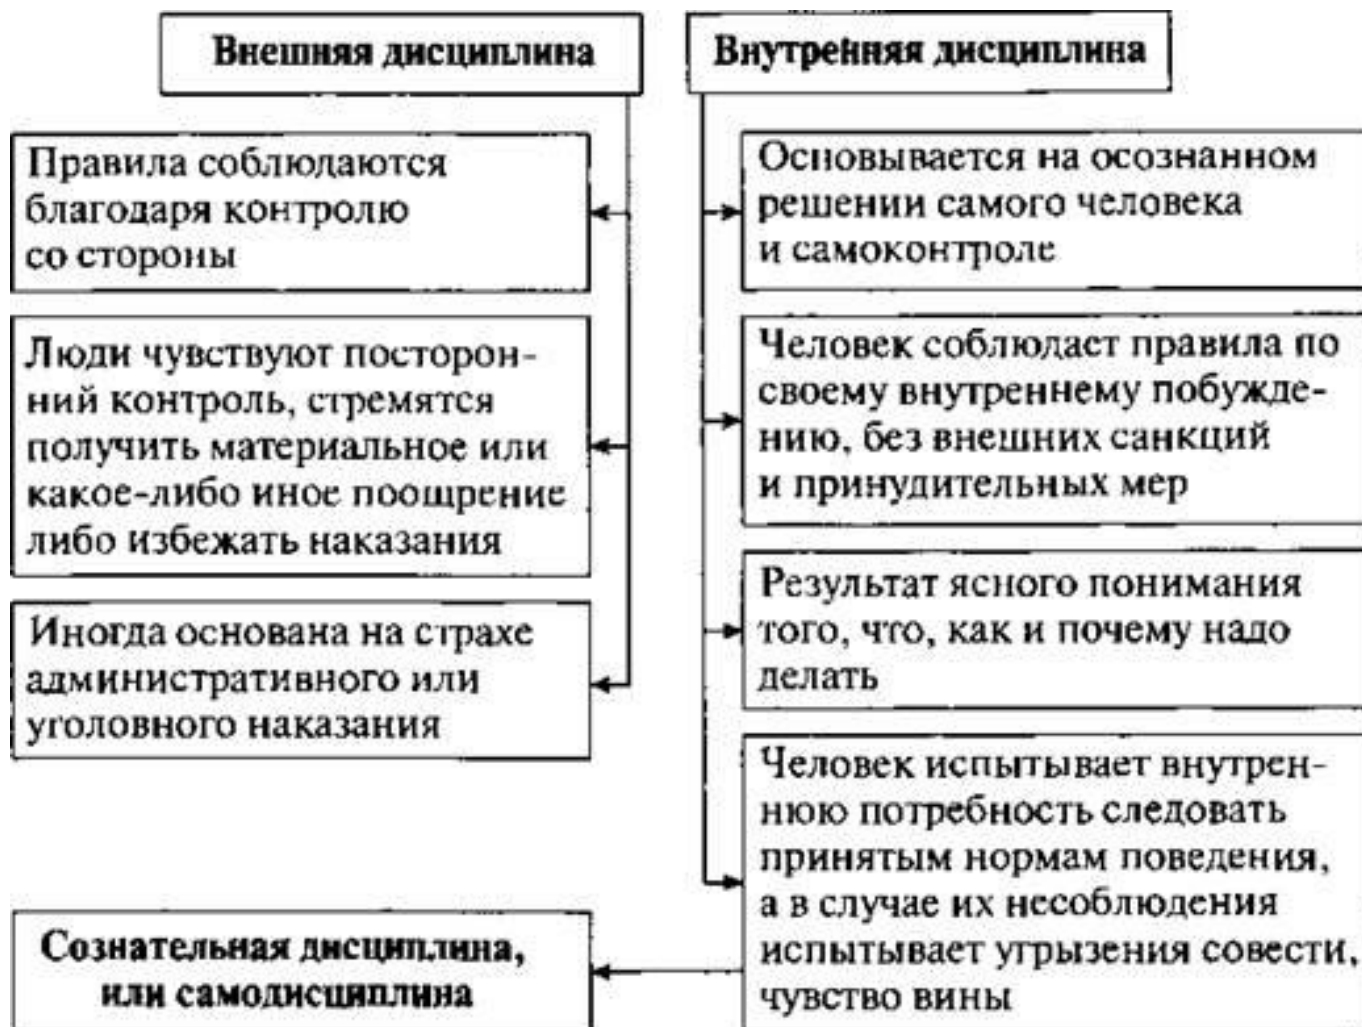 Внешняя дисциплина
Правила соблюдаются
благодаря контролю
со стороны
Люди чувствуют посторон-
ний контроль, стремятся
получить материальное или
какое-либо иное поощрение
либо избежать наказания
Иногда основана на страхе
административного или
уголовного наказания
Внутренняя дисциплина
Основывается на осознанном
решении самого человека
и самоконтроле
Человек соблюдает правила по
своему внутреннему побужде-
нию, без внешних санкций
и принудительных мер
Результат ясного понимания
того, что, как и почему надо
делать
Человек испытывает внутрен-
нюю потребность следовать
принятым нормам поведения,
а в случае их несоблюдения
испытывает угрызения совести,
чувство вины
Сознательная дисциплина,
или самодисциплина